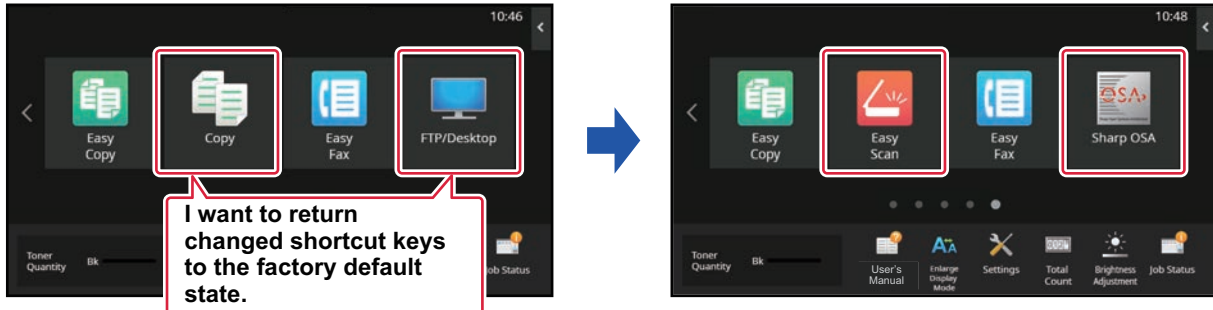 10:46
Easy
Copy
Copy
Easy
Fax
FTP/Desktop
I want to return
changed shortcut keys
to the factory default
state.
Toner
Quantity
Bk
Job Status
10:48
Easy
Copy
Easy
Scan
Easy
Fax
OSA
Sharp OSA
Toner
Quantity
Bk
User's
Manual
Enlarge
Display
Mode
Settings
Total
Count
Brightness
Adjustment
Job Status